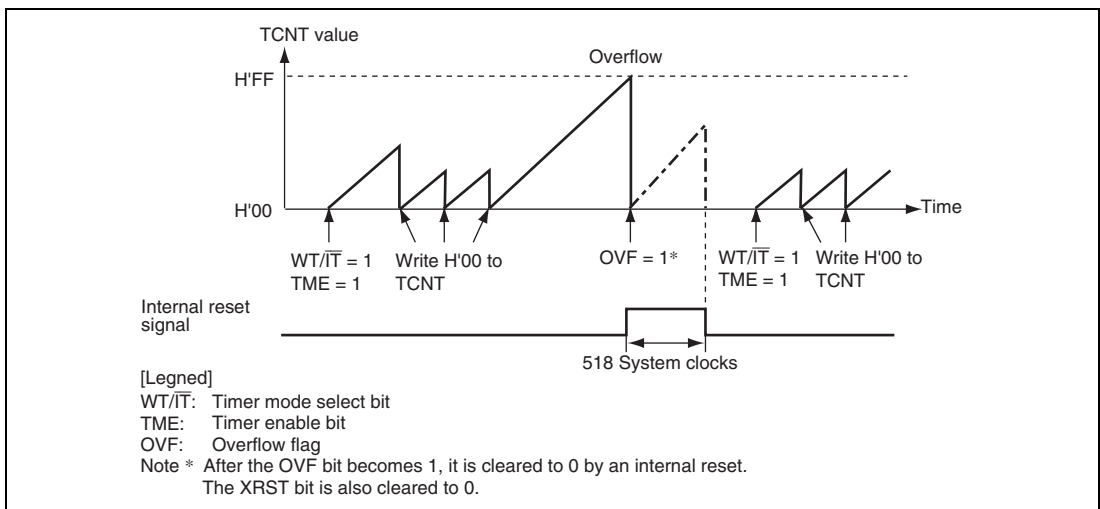 TCNT value
Overflow
H'FF
H'00
Time
WT/IT = 1
TME = 1
Write H'00 to
TCNT
OVF = 1*
WT/IT = 1
TME = 1
Write H'00 to
TCNT
Internal reset
signal
518 System clocks
[Legned]
WT/IT: Timer mode select bit
TME: Timer enable bit
OVF: Overflow flag
Note * After the OVF bit becomes 1, it is cleared to 0 by an internal reset.
The XRST bit is also cleared to 0.